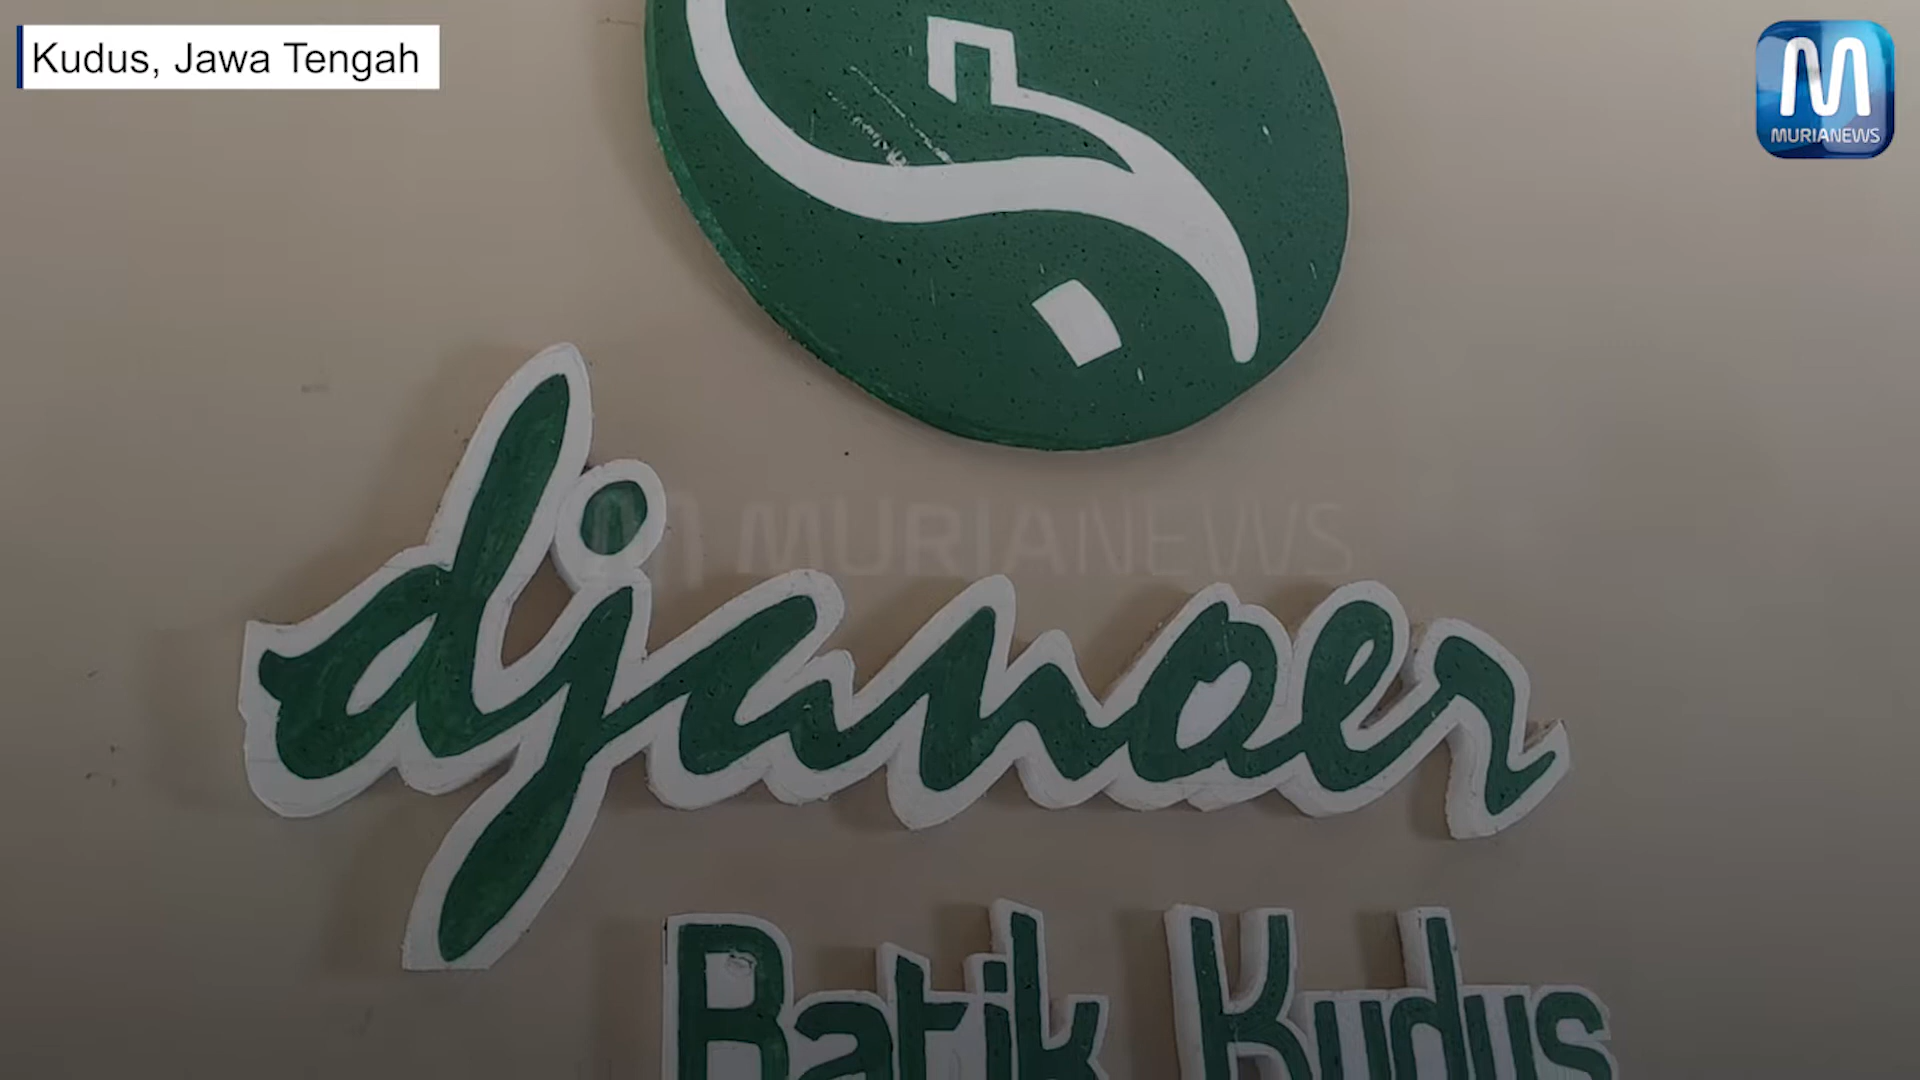 Kudus, Jawa Tengah
M
MURIANEWS
M MURIANEWS
djanoer
Batik Kudus